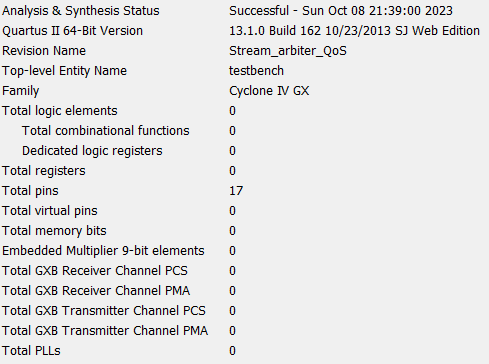 Analysis & Synthesis Status Successful - Sun Oct 08 21:39:00 2023
Quartus II 64-Bit Version 13.1.0 Build 162 10/23/2013 SJ Web Edition
Revision Name Stream_arbiter_QoS
Top-level Entity Name testbench
Family Cyclone IV GX
Total logic elements 0
Total combinational functions 0
Dedicated logic registers 0
Total registers 0
Total pins 17
Total virtual pins 0
Total memory bits 0
Embedded Multiplier 9-bit elements 0
Total GXB Receiver Channel PCS 0
Total GXB Receiver Channel PMA 0
Total GXB Transmitter Channel PCS 0
Total GXB Transmitter Channel PMA 0
Total PLLs 0